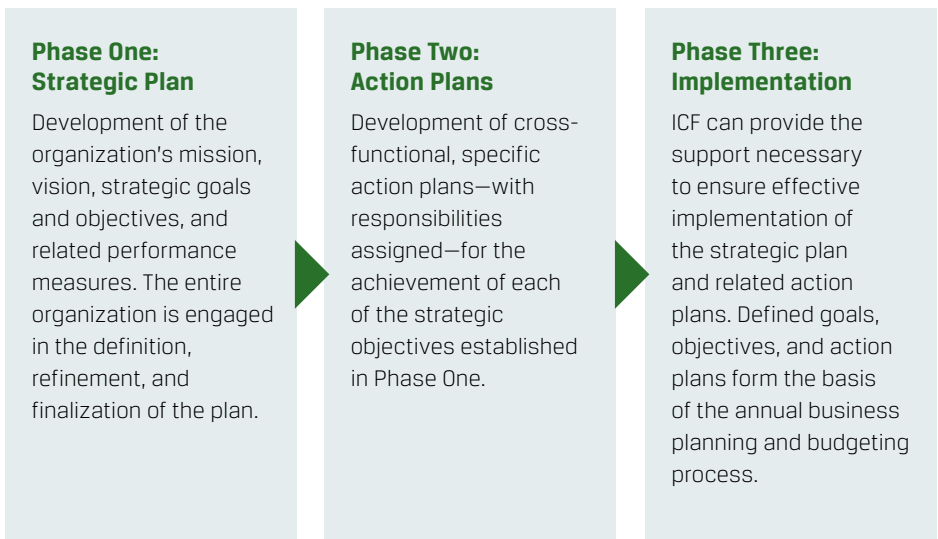 Phase One:
Strategic Plan
Development of the
organization's mission,
vision, strategic goals
and objectives, and
related performance
measures. The entire
organization is engaged
in the definition,
refinement, and
finalization of the plan.
Phase Two:
Action Plans
Development of cross-
functional, specific
action plans—with
responsibilities
assigned—for the
achievement of each
of the strategic
objectives established
in Phase One.
Phase Three:
Implementation
ICF can provide the
support necessary
to ensure effective
implementation of
the strategic plan
and related action
plans. Defined goals,
objectives, and action
plans form the basis
of the annual business
planning and budgeting
process.